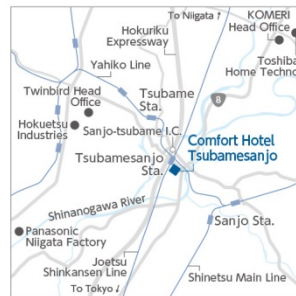 To Niigata ↑
KOMERI
Head Office
Hokuriku
Expressway
Toshiba
Home Techno
Yahiko Line
Twinbird Head
Office
Tsubame
Sta.
8
Hokuetsu
Industries
Sanjo-tsubame I.C.
Comfort Hotel
Tsubamesanjo
Tsubamesanjo
Sta.
Shinanogawa River
Sanjo Sta.
Panasonic
Niigata Factory
Joetsu
Shinkansen Line
Shinetsu Main Line
To Tokyo ↓